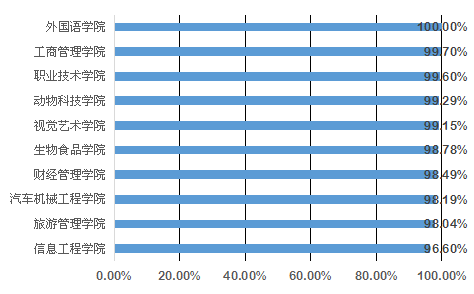 外国语学院 100.00%
工商管理学院 99.70%
职业技术学院 99.60%
动物科技学院 99.29%
视觉艺术学院 99.15%
生物食品学院 98.78%
财经管理学院 98.49%
汽车机械工程学院 98.19%
旅游管理学院 98.04%
信息工程学院 96.60%
0.00% 20.00% 40.00% 60.00% 80.00% 100.00%